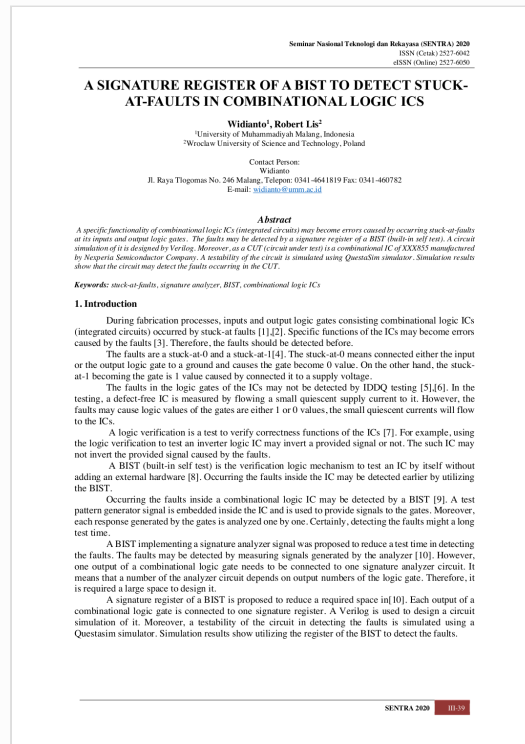 Seminar Nasional Teknologi dan Rekayasa (SENTRA) 2020
ISSN (Cetak) 2527-6042
eISSN (Online) 2527-6050
A SIGNATURE REGISTER OF A BIST TO DETECT STUCK-
AT-FAULTS IN COMBINATIONAL LOGIC ICS
Widianto1, Robert Lis2
1University of Muhammadiyah Malang, Indonesia
2Wroclaw University of Science and Technology, Poland
Contact Person:
Widianto
Jl. Raya Tlogomas No. 246 Malang, Telepon: 0341-4641819 Fax: 0341-460782
E-mail: widianto@umm.ac.id
Abstract
A specific functionality of combinational logic ICs (integrated circuits) may become errors caused by occurring stuck-at-faults
at its inputs and output logic gates. The faults may be detected by a signature register of a BIST (built-in self test). A circuit
simulation of it is designed by Verilog. Moreover, as a CUT (circuit under test) is a combinational IC of XXX855 manufactured
by Nexperia Semiconductor Company. A testability of the circuit is simulated using QuestaSim simulator. Simulation results
show that the circuit may detect the faults occurring in the CUT.
Keywords: stuck-at-faults, signature analyzer, BIST, combinational logic ICs
1. Introduction
During fabrication processes, inputs and output logic gates consisting combinational logic ICs
(integrated circuits) occurred by stuck-at faults [1],[2]. Specific functions of the ICs may become errors
caused by the faults [3]. Therefore, the faults should be detected before.
The faults are a stuck-at-0 and a stuck-at-1[4]. The stuck-at-0 means connected either the input
or the output logic gate to a ground and causes the gate become 0 value. On the other hand, the stuck-
at-1 becoming the gate is 1 value caused by connected it to a supply voltage.
The faults in the logic gates of the ICs may not be detected by IDDQ testing [5],[6]. In the
testing, a defect-free IC is measured by flowing a small quiescent supply current to it. However, the
faults may cause logic values of the gates are either 1 or 0 values, the small quiescent currents will flow
to the ICs.
A logic verification is a test to verify correctness functions of the ICs [7]. For example, using
the logic verification to test an inverter logic IC may invert a provided signal or not. The such IC may
not invert the provided signal caused by the faults.
A BIST (built-in self test) is the verification logic mechanism to test an IC by itself without
adding an external hardware [8]. Occurring the faults inside the IC may be detected earlier by utilizing
the BIST.
Occurring the faults inside a combinational logic IC may be detected by a BIST [9]. A test
pattern generator signal is embedded inside the IC and is used to provide signals to the gates. Moreover,
each response generated by the gates is analyzed one by one. Certainly, detecting the faults might a long
test time.
A BIST implementing a signature analyzer signal was proposed to reduce a test time in detecting
the faults. The faults may be detected by measuring signals generated by the analyzer [10]. However,
one output of a combinational logic gate needs to be connected to one signature analyzer circuit. It
means that a number of the analyzer circuit depends on output numbers of the logic gate. Therefore, it
is required a large space to design it.
A signature register of a BIST is proposed to reduce a required space in[10]. Each output of a
combinational logic gate is connected to one signature register. A Verilog is used to design a circuit
simulation of it. Moreover, a testability of the circuit in detecting the faults is simulated using a
Questasim simulator. Simulation results show utilizing the register of the BIST to detect the faults.
SENTRA 2020 III-39